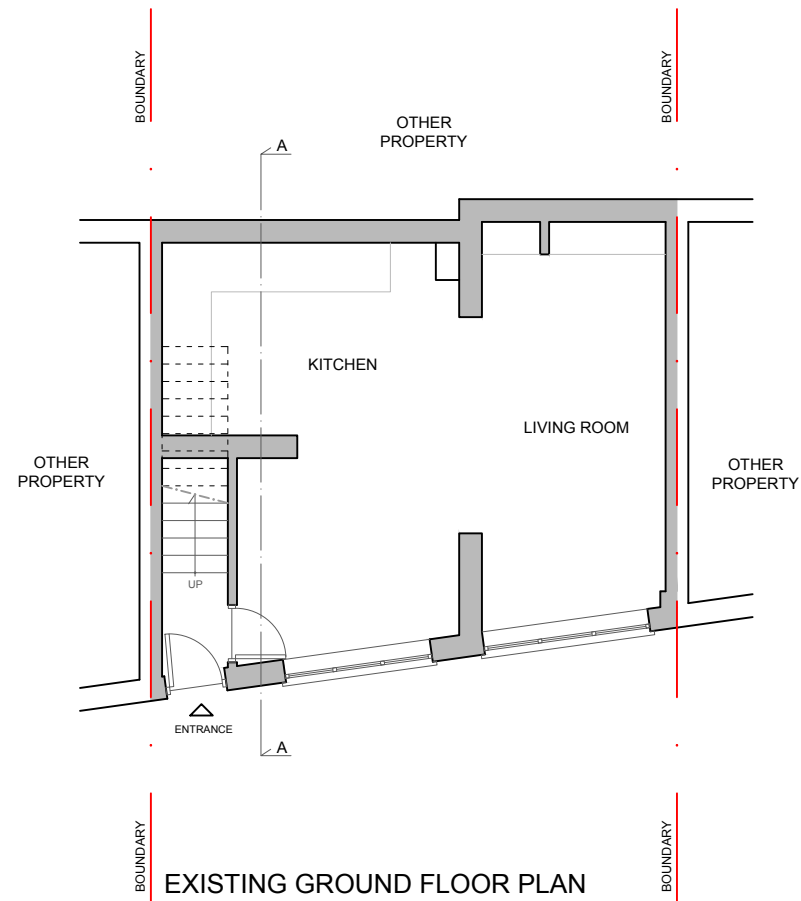 BOUNDARY
BOUNDARY
OTHER
PROPERTY
A
KITCHEN
LIVING ROOM
OTHER
PROPERTY
OTHER
PROPERTY
UP
ENTRANCE
A
BOUNDARY
BOUNDARY
EXISTING GROUND FLOOR PLAN